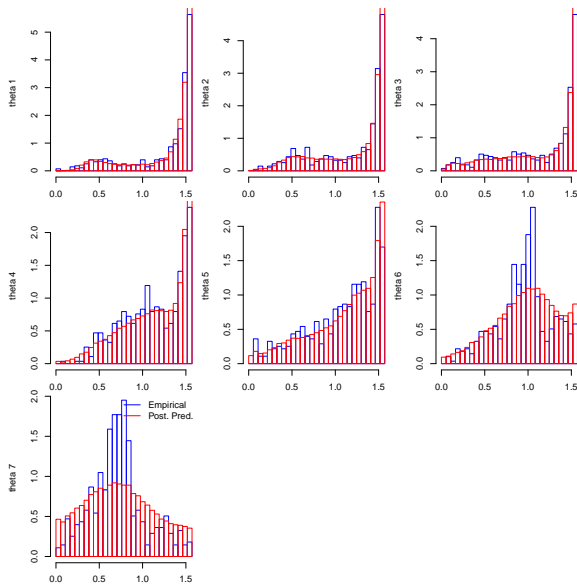 theta 1
0 1 2 3 4 5
0.0 0.5 1.0 1.5
theta 2
0 1 2 3 4
0.0 0.5 1.0 1.5
theta 3
0 1 2 3 4
0.0 0.5 1.0 1.5
theta 4
0.0 0.5 1.0 1.5 2.0
0.0 0.5 1.0 1.5
theta 5
0.0 0.5 1.0 1.5 2.0
0.0 0.5 1.0 1.5
theta 6
0.0 0.5 1.0 1.5 2.0
0.0 0.5 1.0 1.5
theta 7
0.0 0.5 1.0 1.5 2.0
Empirical
Post. Pred.
0.0 0.5 1.0 1.5